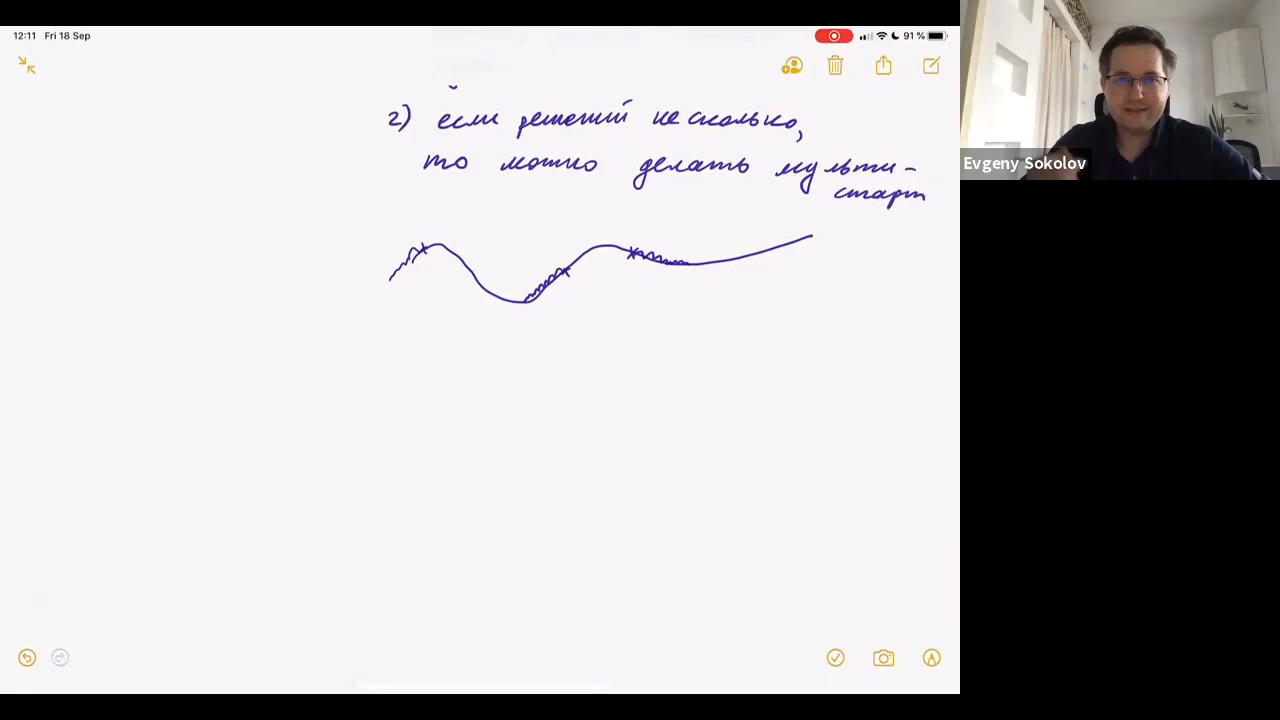 12:11 Fri 18 Sep
91 %
2) если решений несколько,
то можно делать мульти-
старт
Evgeny Sokolov